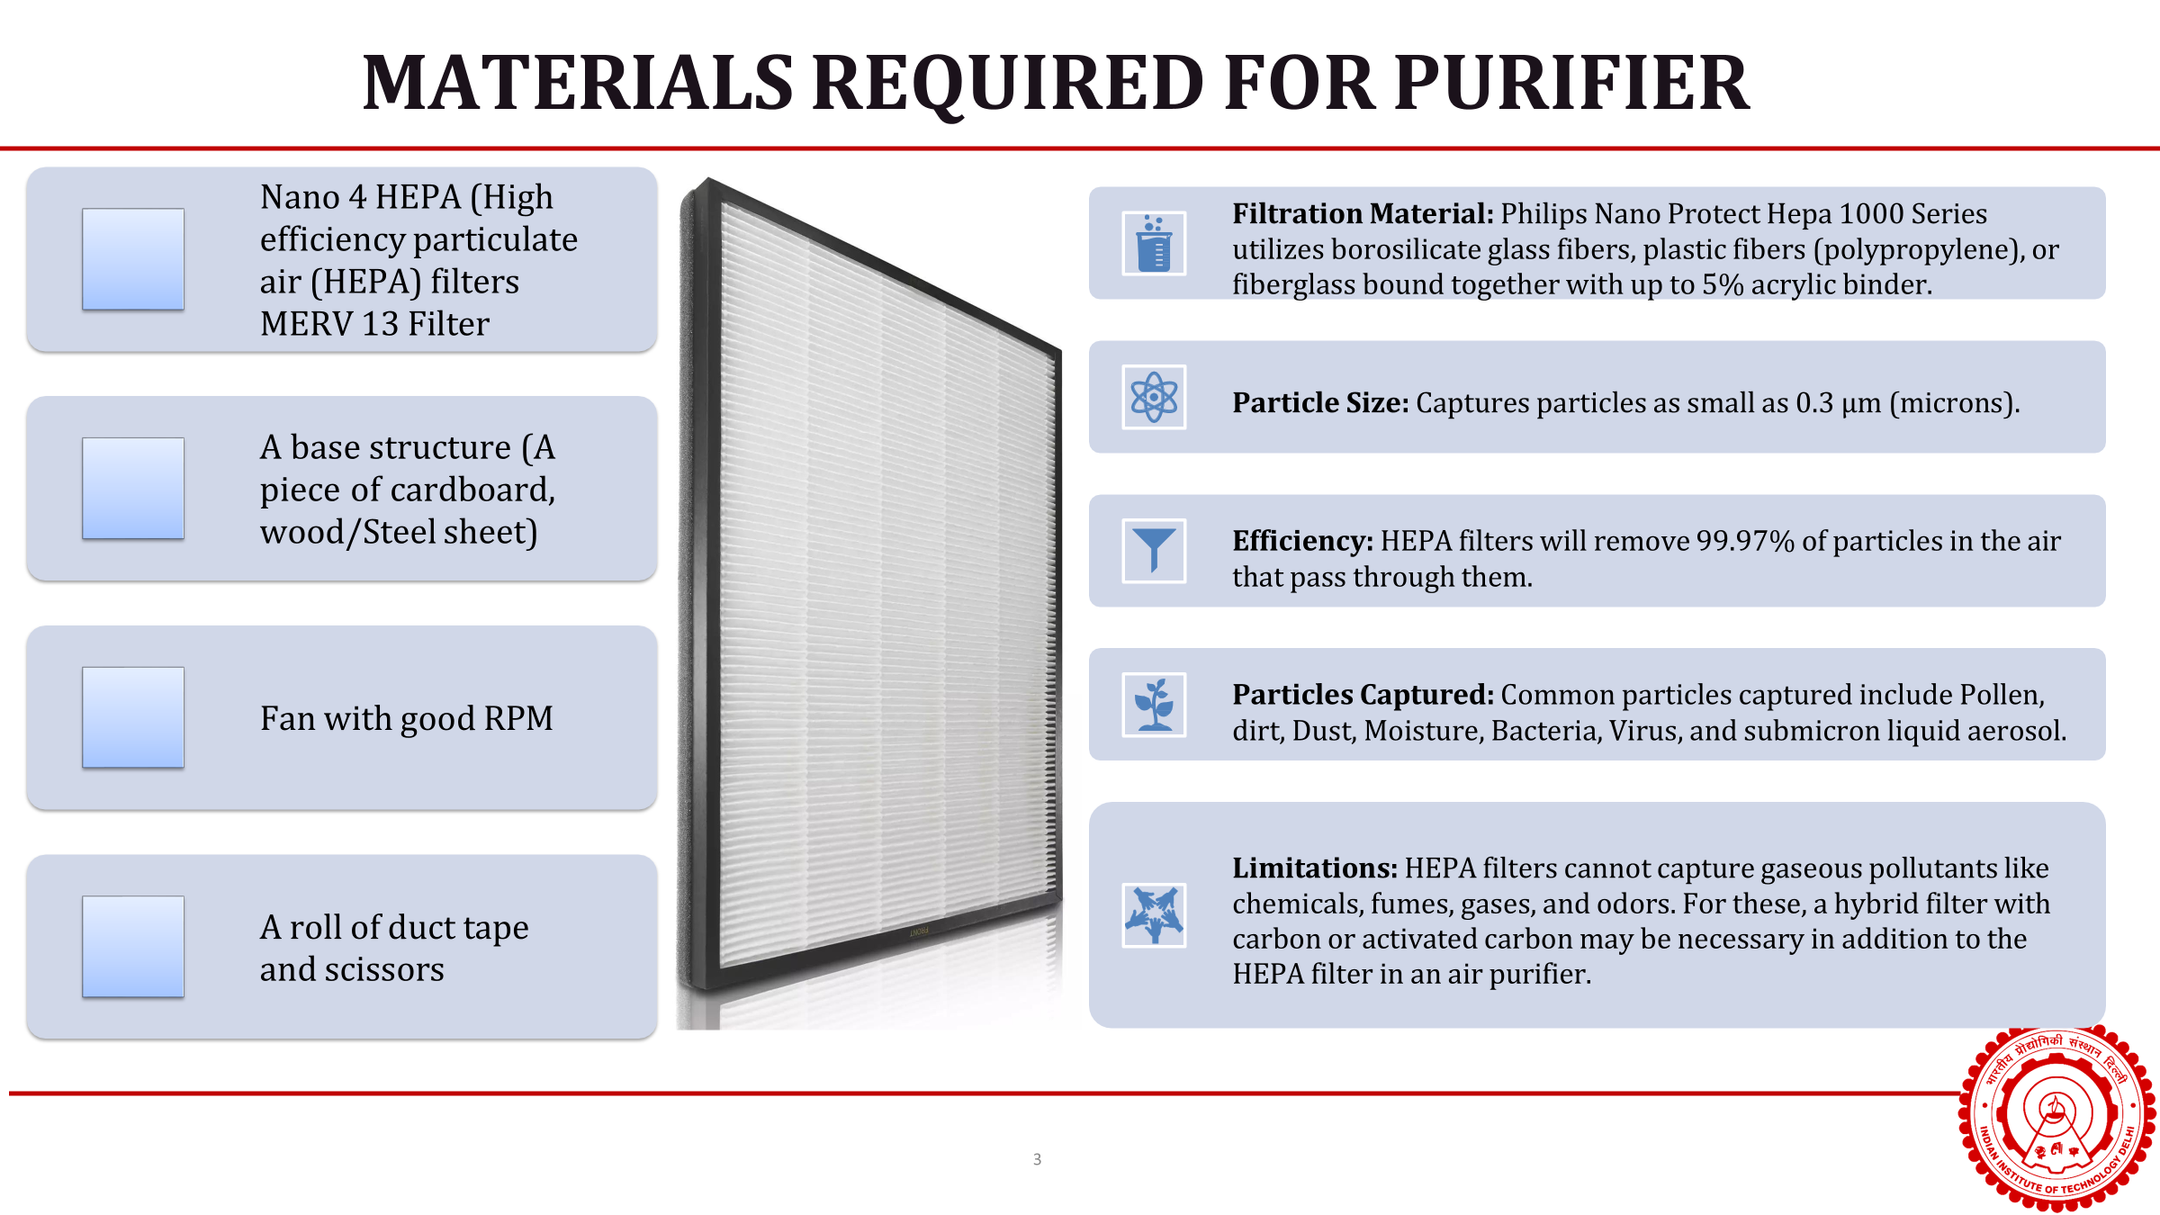 MATERIALS REQUIRED FOR PURIFIER
Nano 4 HEPA (High
efficiency particulate
air (HEPA) filters
MERV 13 Filter
A base structure (A
piece of cardboard,
wood/Steel sheet)
Fan with good RPM
A roll of duct tape
and scissors
FRONT
Filtration Material: Philips Nano Protect Hepa 1000 Series
utilizes borosilicate glass fibers, plastic fibers (polypropylene), or
fiberglass bound together with up to 5% acrylic binder.
Particle Size: Captures particles as small as 0.3 μm (microns).
Efficiency: HEPA filters will remove 99.97% of particles in the air
that pass through them.
Particles Captured: Common particles captured include Pollen,
dirt, Dust, Moisture, Bacteria, Virus, and submicron liquid aerosol.
Limitations: HEPA filters cannot capture gaseous pollutants like
chemicals, fumes, gases, and odors. For these, a hybrid filter with
carbon or activated carbon may be necessary in addition to the
HEPA filter in an air purifier.
भारतीय प्रौद्योगिकी संस्थान दिल्ली
INDIAN INSTITUTE OF TECHNOLOGY DELHI
3